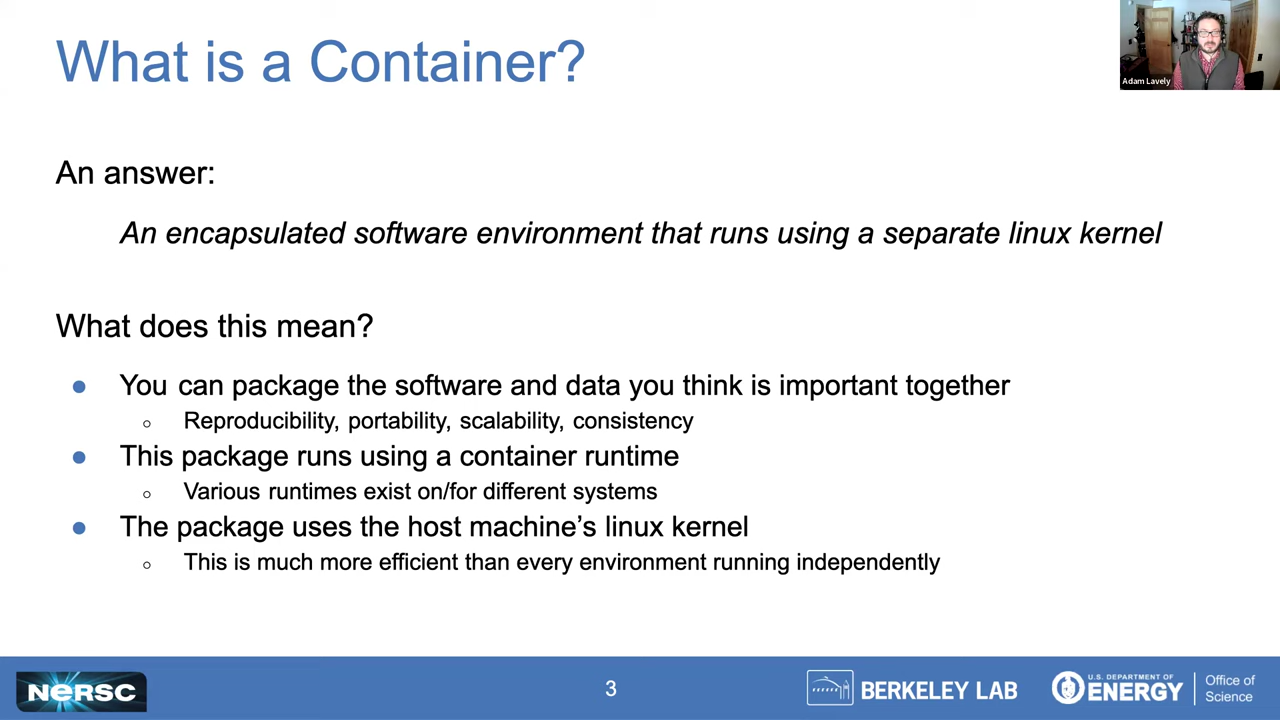 What is a Container?
Adam Lavely
An answer:
An encapsulated software environment that runs using a separate linux kernel
What does this mean?
● You can package the software and data you think is important together
○ Reproducibility, portability, scalability, consistency
● This package runs using a container runtime
○ Various runtimes exist on/for different systems
● The package uses the host machine’s linux kernel
○ This is much more efficient than every environment running independently
NERSC
3
BERKELEY LAB
U.S. DEPARTMENT OF
ENERGY
Office of
Science